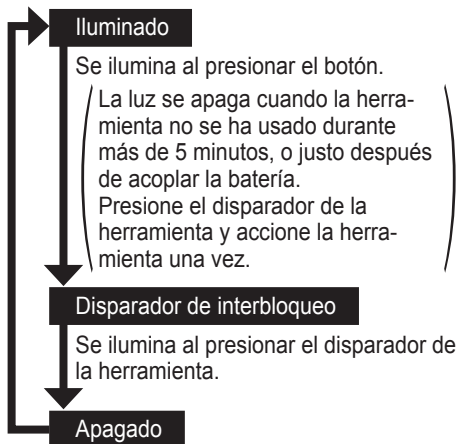 Iluminado
Se ilumina al presionar el botón.
La luz se apaga cuando la herra-
mienta no se ha usado durante
más de 5 minutos, o justo después
de acoplar la batería.
Presione el disparador de la
herramienta y accione la herra-
mienta una vez.
Disparador de interbloqueo
Se ilumina al presionar el disparador de
la herramienta.
Apagado